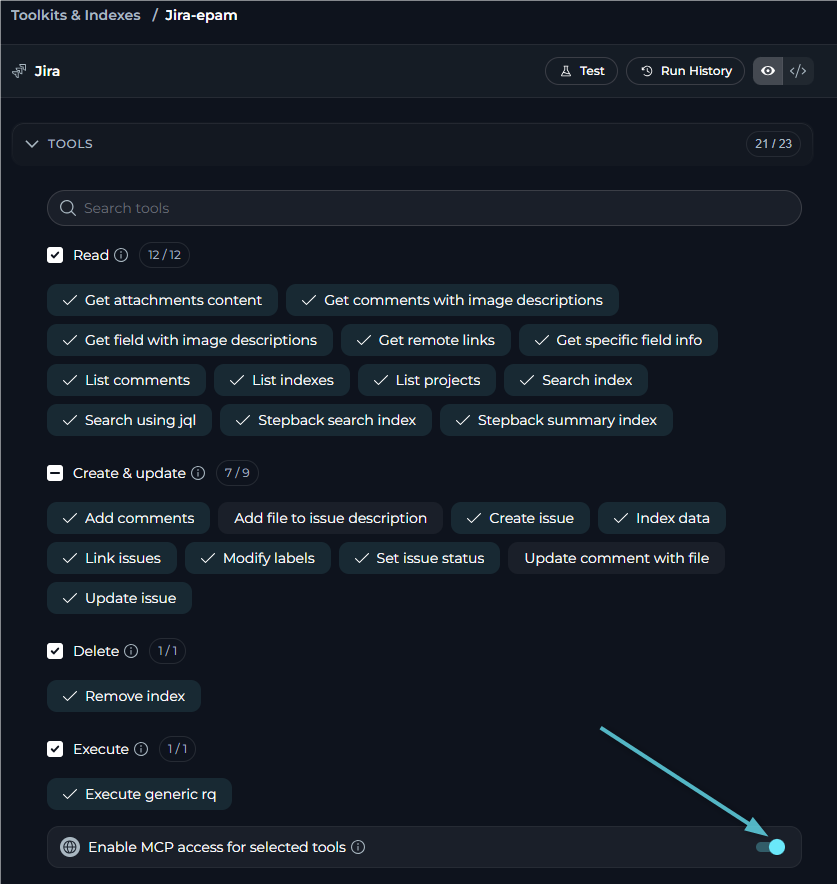 Toolkits & Indexes / Jira-epam
Jira Test Run History </>
TOOLS 21 / 23
Search tools
Read 12 / 12
Get attachments content Get comments with image descriptions
Get field with image descriptions Get remote links Get specific field info
List comments List indexes List projects Search index
Search using jql Stepback search index Stepback summary index
Create & update 7 / 9
Add comments Add file to issue description Create issue Index data
Link issues Modify labels Set issue status Update comment with file
Update issue
Delete 1 / 1
Remove index
Execute 1 / 1
Execute generic rq
Enable MCP access for selected tools